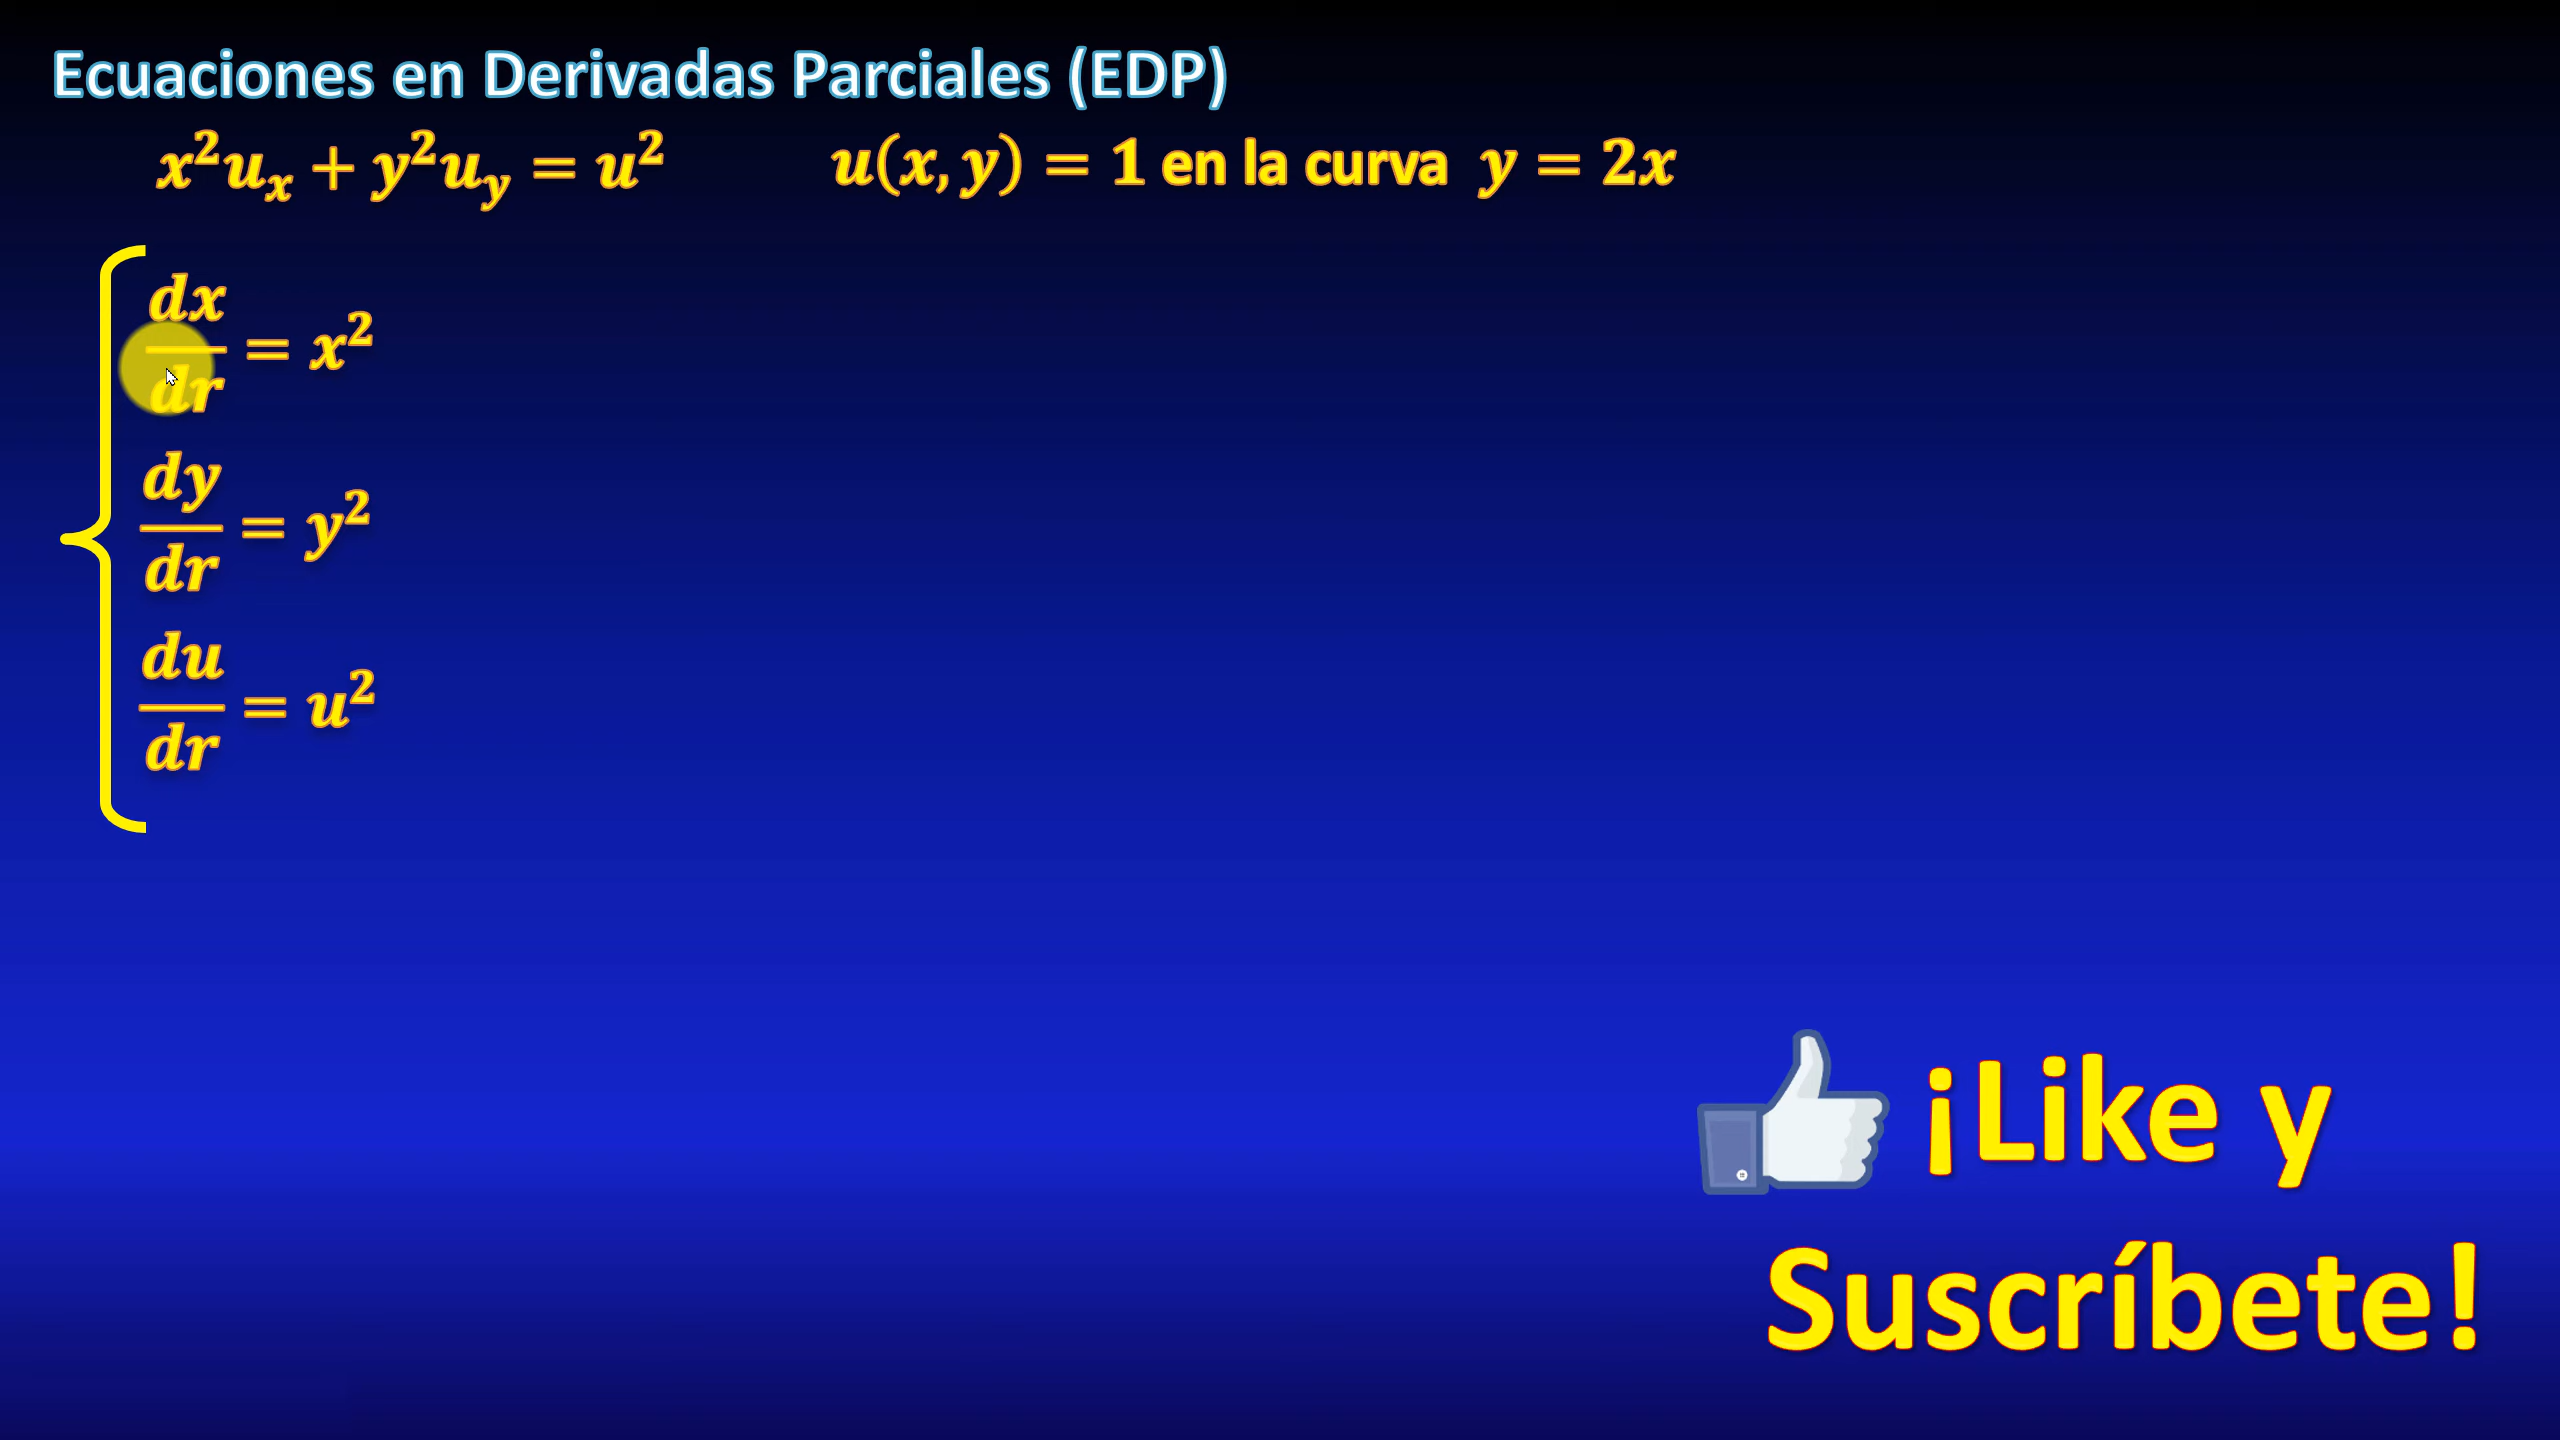 Ecuaciones en Derivadas Parciales (EDP)
x²uₓ + y²u_y = u² u(x, y) = 1 en la curva y = 2x
dx/dr = x²
dy/dr = y²
du/dr = u²
¡Like y
Suscríbete!